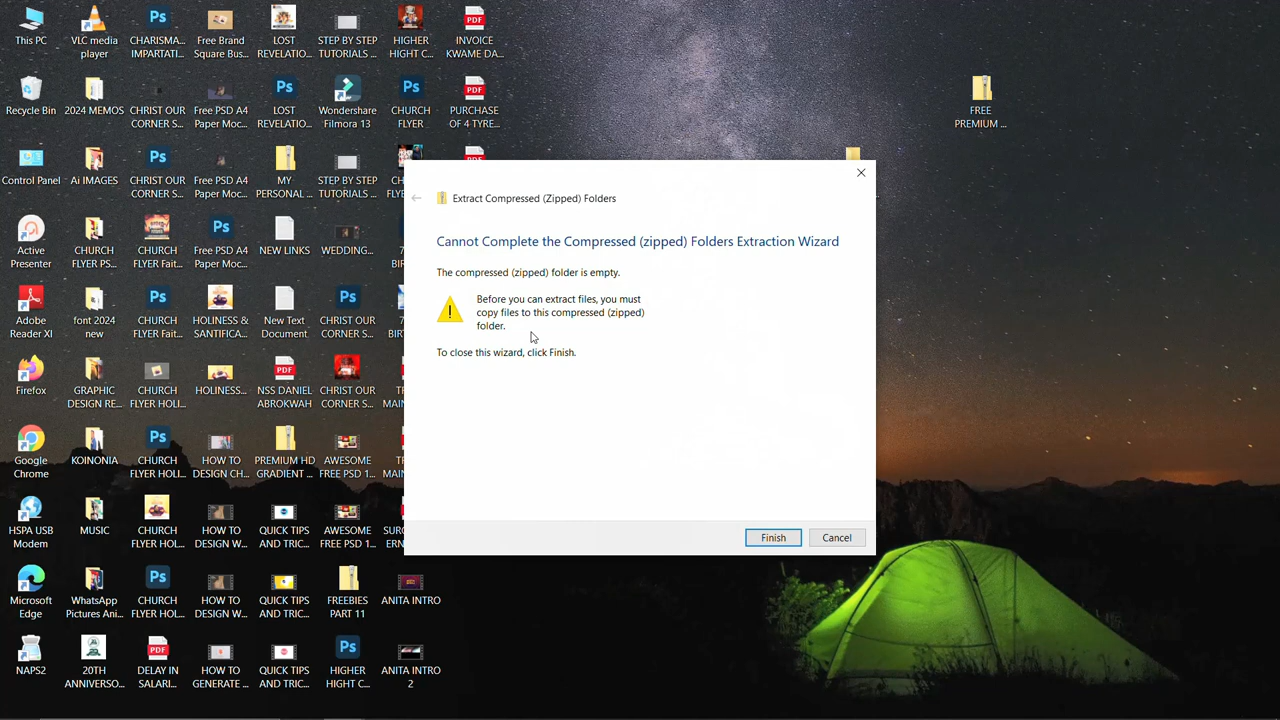 This PC
VLC media
player
CHARISMA...
IMPARTATI...
Free Brand
Square Bus...
LOST
REVELATIO...
STEP BY STEP
TUTORIALS ...
HIGHER
HIGHT C...
INVOICE
KWAME DA...
Recycle Bin
2024 MEMOS
CHRIST OUR
CORNER S...
Free PSD A4
Paper Moc...
LOST
REVELATIO...
Wondershare
Filmora 13
CHURCH
FLYER
PURCHASE
OF 4 TYRE...
FREE
PREMIUM ...
Control Panel
Ai IMAGES
CHRIST OUR
CORNER S...
Free PSD A4
Paper Moc...
MY
PERSONAL ...
STEP BY STEP
TUTORIALS ...
Active
Presenter
CHURCH
FLYER PS...
CHURCH
FLYER Fait...
Free PSD A4
Paper Moc...
NEW LINKS
WEDDING...
Adobe
Reader XI
font 2024
new
CHURCH
FLYER Fait...
HOLINESS &
SANTIFICA...
New Text
Document
CHRIST OUR
CORNER S...
Firefox
GRAPHIC
DESIGN RE...
CHURCH
FLYER HOLI...
HOLINESS...
NSS DANIEL
ABROKWAH
CHRIST OUR
CORNER S...
Google
Chrome
KOINONIA
CHURCH
FLYER HOLI...
HOW TO
DESIGN CH...
PREMIUM HD
GRADIENT ...
AWESOME
FREE PSD 1...
HSPA USB
Modem
MUSIC
CHURCH
FLYER HOL...
HOW TO
DESIGN W...
QUICK TIPS
AND TRIC...
AWESOME
FREE PSD 1...
Microsoft
Edge
WhatsApp
Pictures Ani...
CHURCH
FLYER HOL...
HOW TO
DESIGN W...
QUICK TIPS
AND TRIC...
FREEBIES
PART 11
ANITA INTRO
NAPS2
20TH
ANNIVERSO...
DELAY IN
SALARI...
HOW TO
GENERATE ...
QUICK TIPS
AND TRIC...
HIGHER
HIGHT C...
ANITA INTRO
2
Extract Compressed (Zipped) Folders
Cannot Complete the Compressed (zipped) Folders Extraction Wizard
The compressed (zipped) folder is empty.
Before you can extract files, you must
copy files to this compressed (zipped)
folder.
To close this wizard, click Finish.
Finish
Cancel